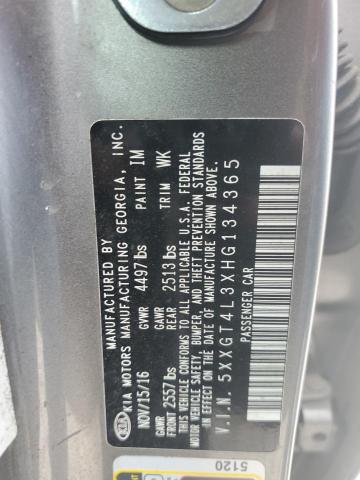 KIA
MANUFACTURED BY
KIA MOTORS MANUFACTURING GEORGIA, INC.
NOV/15/16 GVWR 4497lbs PAINT IM
GAWR FRONT 2557lbs GAWR REAR 2513lbs TRIM WK
THIS VEHICLE CONFORMS TO ALL APPLICABLE U.S.A. FEDERAL
MOTOR VEHICLE SAFETY, BUMPER, AND THEFT PREVENTION STANDARDS
IN EFFECT ON THE DATE OF MANUFACTURE SHOWN ABOVE.
V.I.N. 5XXGT4L3XHG134365
PASSENGER CAR
5120